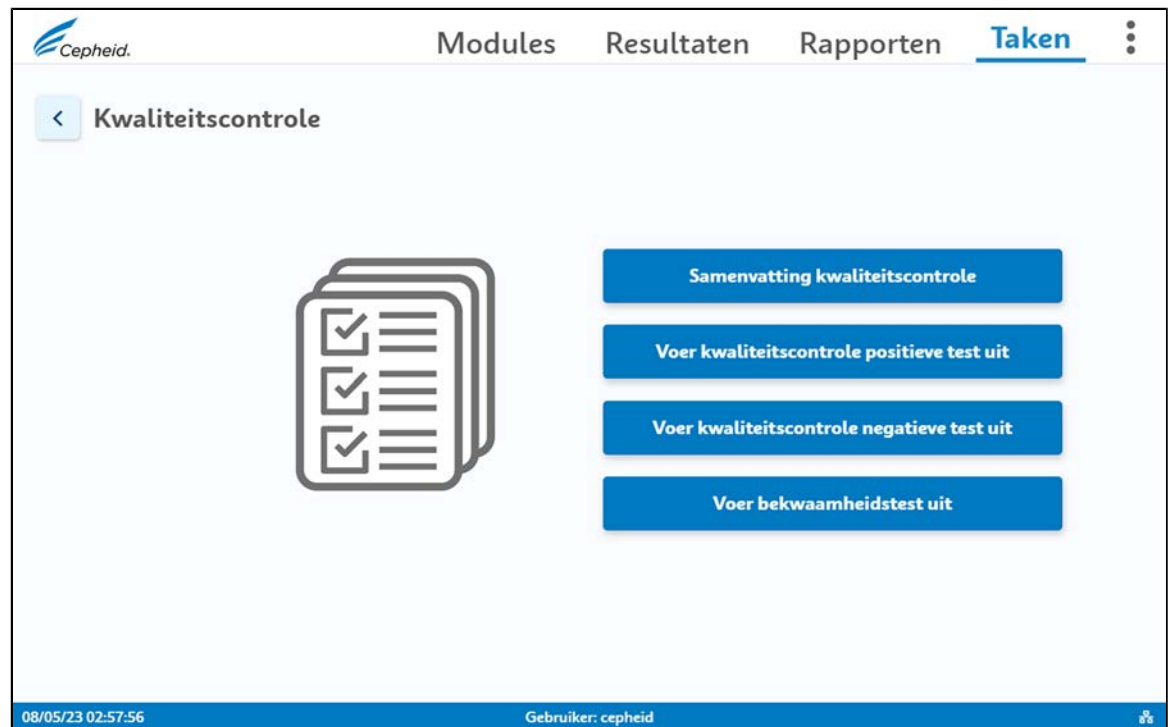 Cepheid.
Modules Resultaten Rapporten Taken
Kwaliteitscontrole
Samenvatting kwaliteitscontrole
Voer kwaliteitscontrole positieve test uit
Voer kwaliteitscontrole negatieve test uit
Voer bekwaamheidstest uit
08/05/23 02:57:56 Gebruiker: cepheid